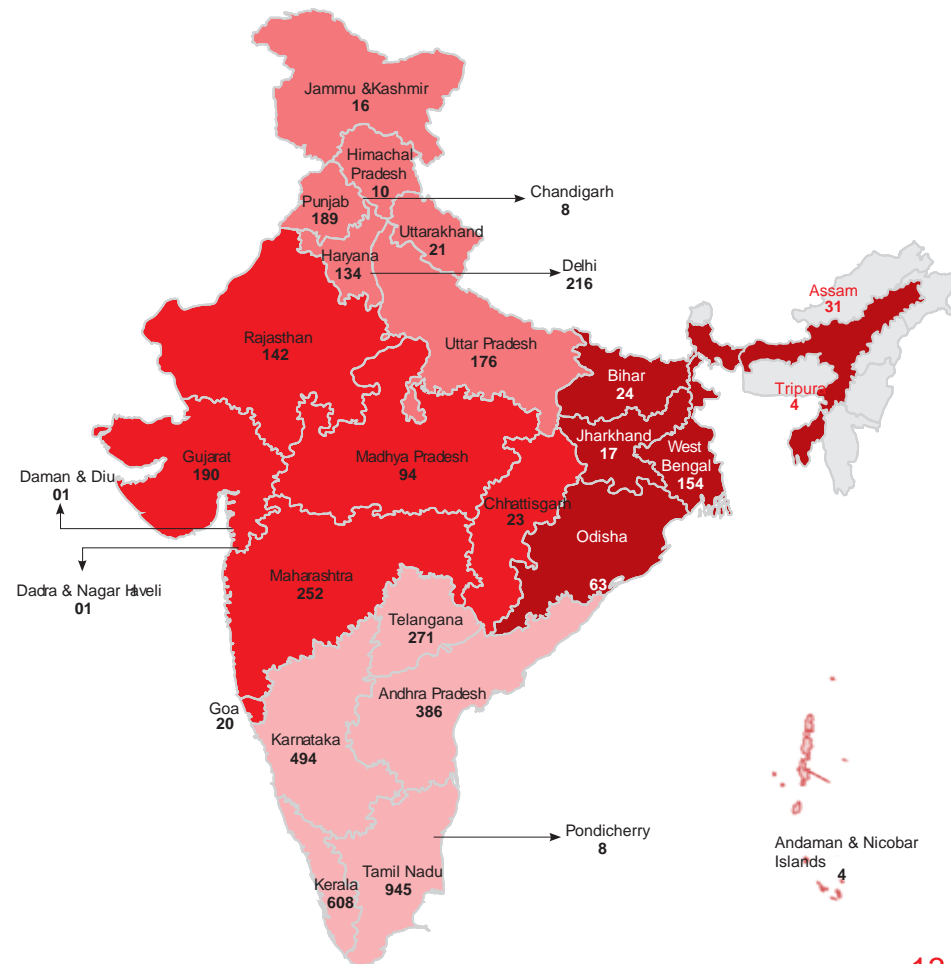 Jammu &Kashmir
16
Himachal
Pradesh
10
Chandigarh
8
Punjab
189
Uttarakhand
21
Haryana
134
Delhi
216
Assam
31
Rajasthan
142
Uttar Pradesh
176
Bihar
24
Tripura
4
Jharkhand
17
West
Bengal
154
Gujarat
190
Madhya Pradesh
94
Daman & Diu
01
Chhattisgarh
23
Odisha
63
Dadra & Nagar Haveli
01
Maharashtra
252
Telangana
271
Andhra Pradesh
386
Goa
20
Karnataka
494
Pondicherry
8
Andaman & Nicobar
Islands
4
Tamil Nadu
945
Kerala
608